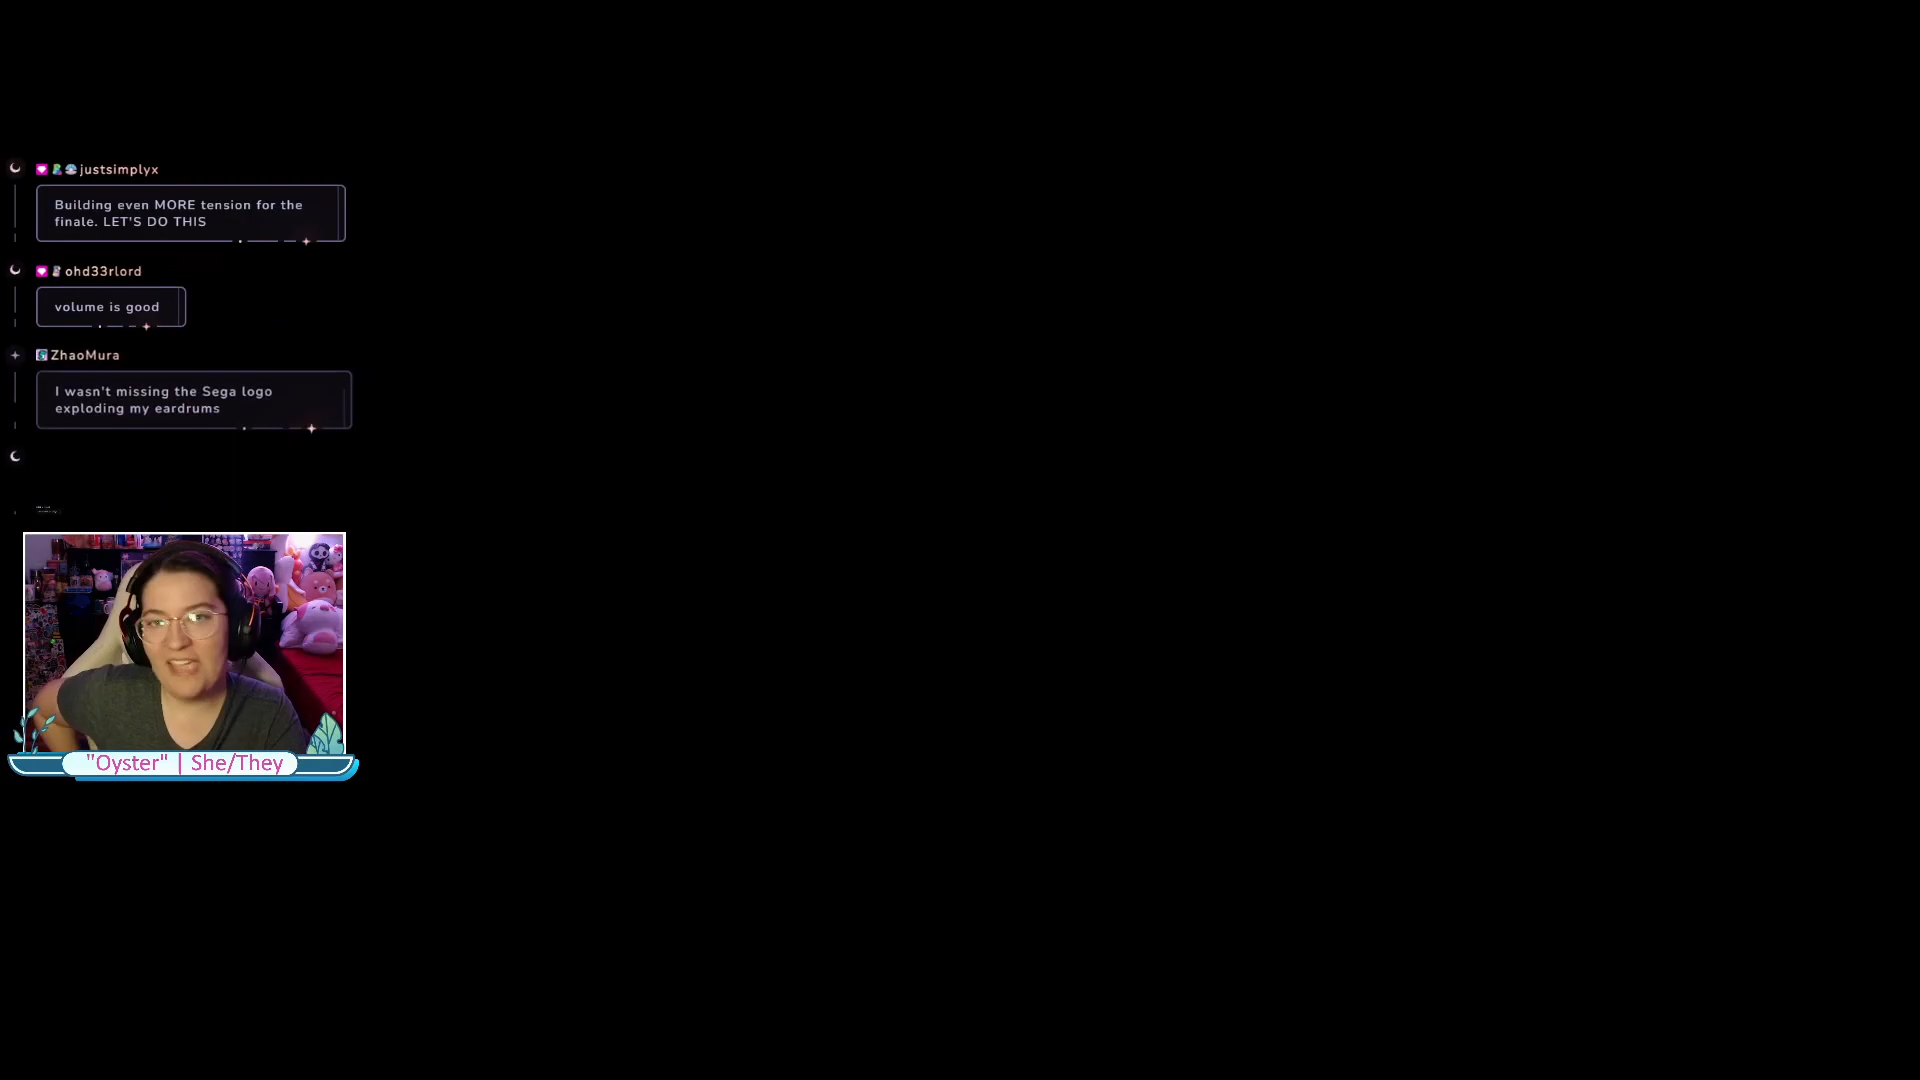 justsimplyx
Building even MORE tension for the
finale. LET'S DO THIS
ohd33rlord
volume is good
ZhaoMura
I wasn't missing the Sega logo
exploding my eardrums
"Oyster" | She/They